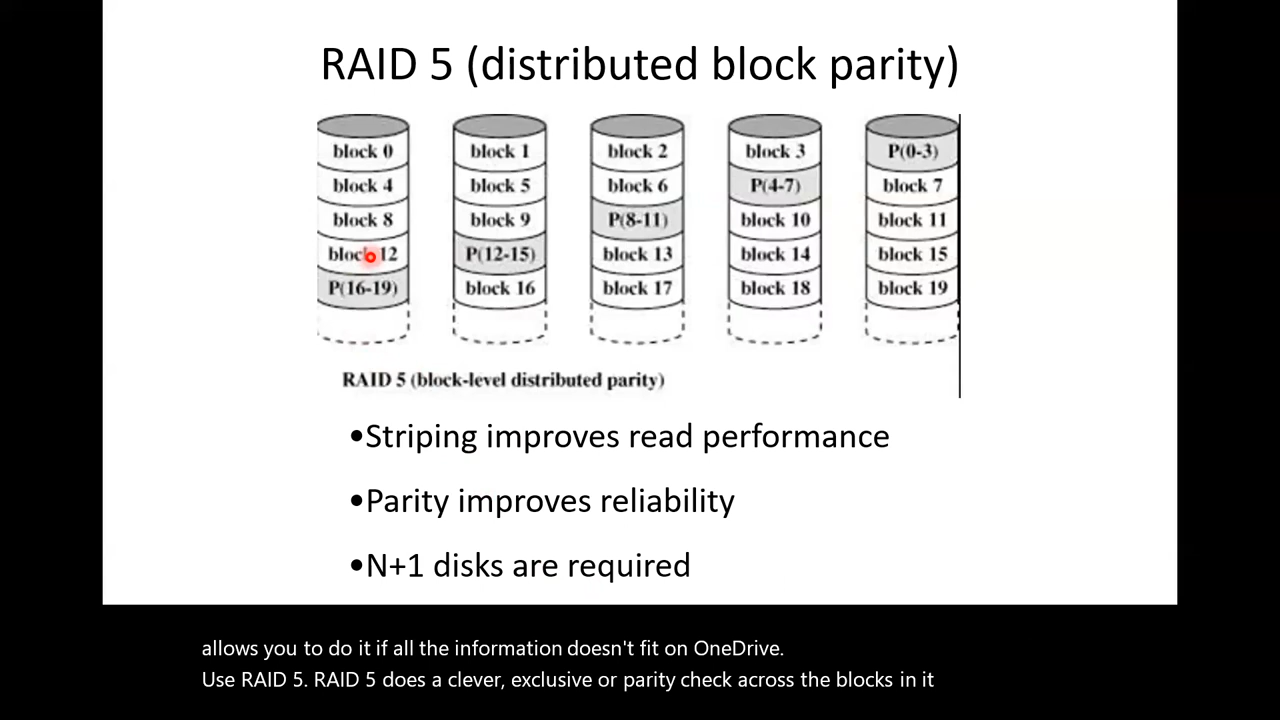 RAID 5 (distributed block parity)
block 0 block 1 block 2 block 3 P(0-3)
block 4 block 5 block 6 P(4-7) block 7
block 8 block 9 P(8-11) block 10 block 11
block 12 P(12-15) block 13 block 14 block 15
P(16-19) block 16 block 17 block 18 block 19
RAID 5 (block-level distributed parity)
•Striping improves read performance
•Parity improves reliability
•N+1 disks are required
allows you to do it if all the information doesn't fit on OneDrive.
Use RAID 5. RAID 5 does a clever, exclusive or parity check across the blocks in it